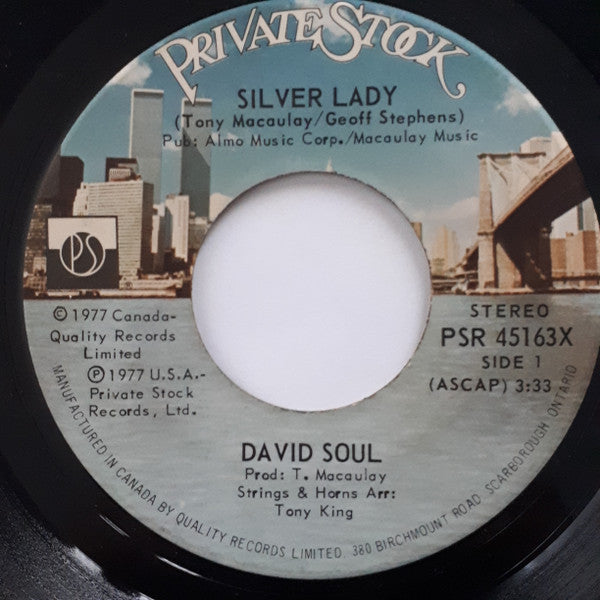 PRIVATE STOCK
SILVER LADY
(Tony Macaulay/Geoff Stephens)
Pub: Almo Music Corp./Macaulay Music
PS
© 1977 Canada-
Quality Records
Limited
℗ 1977 U.S.A.-
Private Stock
Records, Ltd.
STEREO
PSR 45163X
SIDE 1
(ASCAP) 3:33
DAVID SOUL
Prod: T. Macaulay
Strings & Horns Arr:
Tony King
MANUFACTURED IN CANADA BY QUALITY RECORDS LIMITED. 380 BIRCHMOUNT ROAD SCARBOROUGH ONTARIO